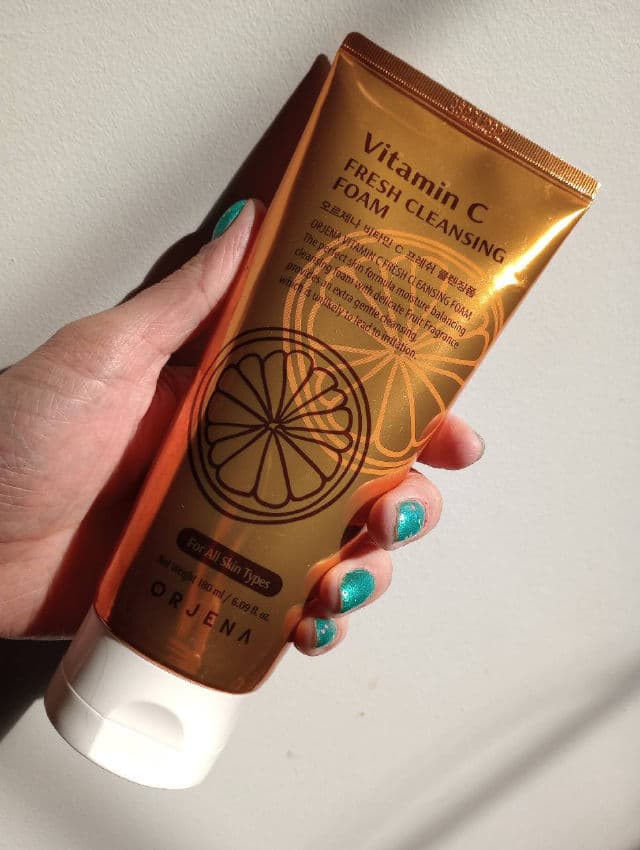 Vitamin C
FRESH CLEANSING
FOAM
오르제나 비타민 C 프레쉬 클렌징폼
ORJENA VITAMIN C FRESH CLEANSING FOAM
The perfect skin formula moisture balancing
cleansing foam with delicate Fruit Fragrance
provides an extra gentle cleansing,
which is unlikely to lead to irritation.
For All Skin Types
Net weight 180 ml / 6.09 fl. oz.
ORJENA